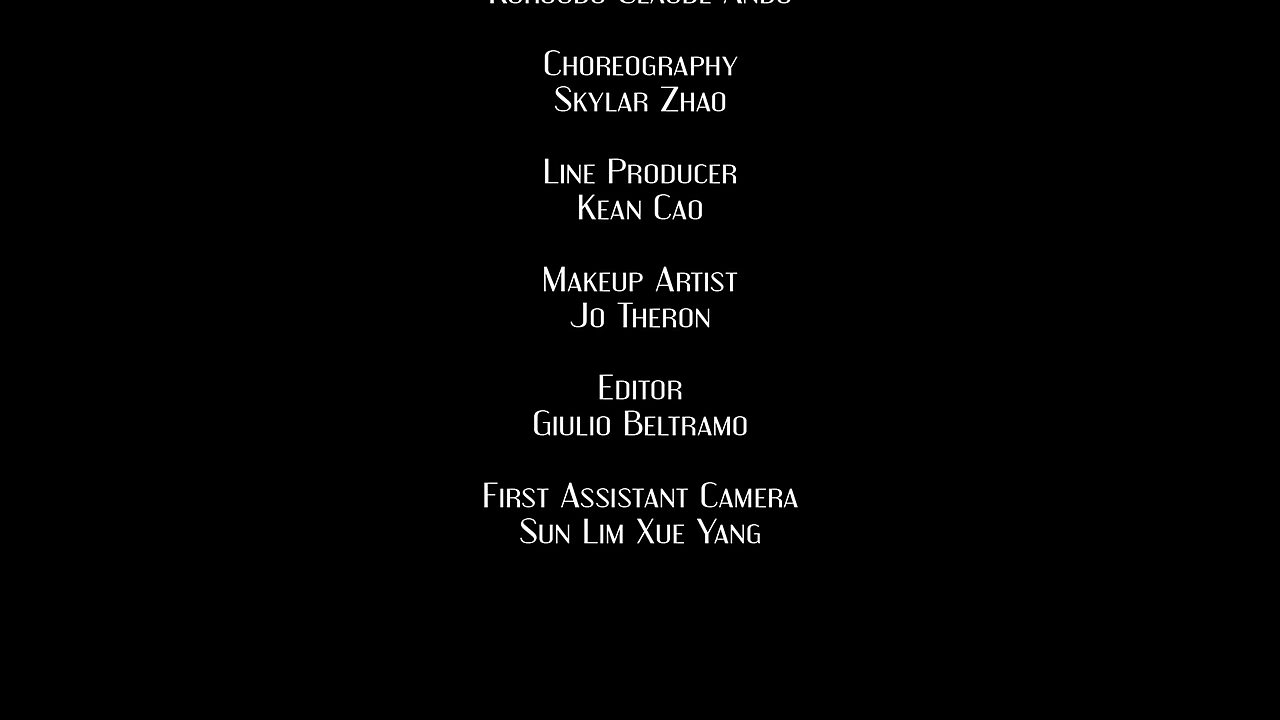 Choreography
Skylar Zhao
Line Producer
Kean Cao
Makeup Artist
Jo Theron
Editor
Giulio Beltramo
First Assistant Camera
Sun Lim Xue Yang